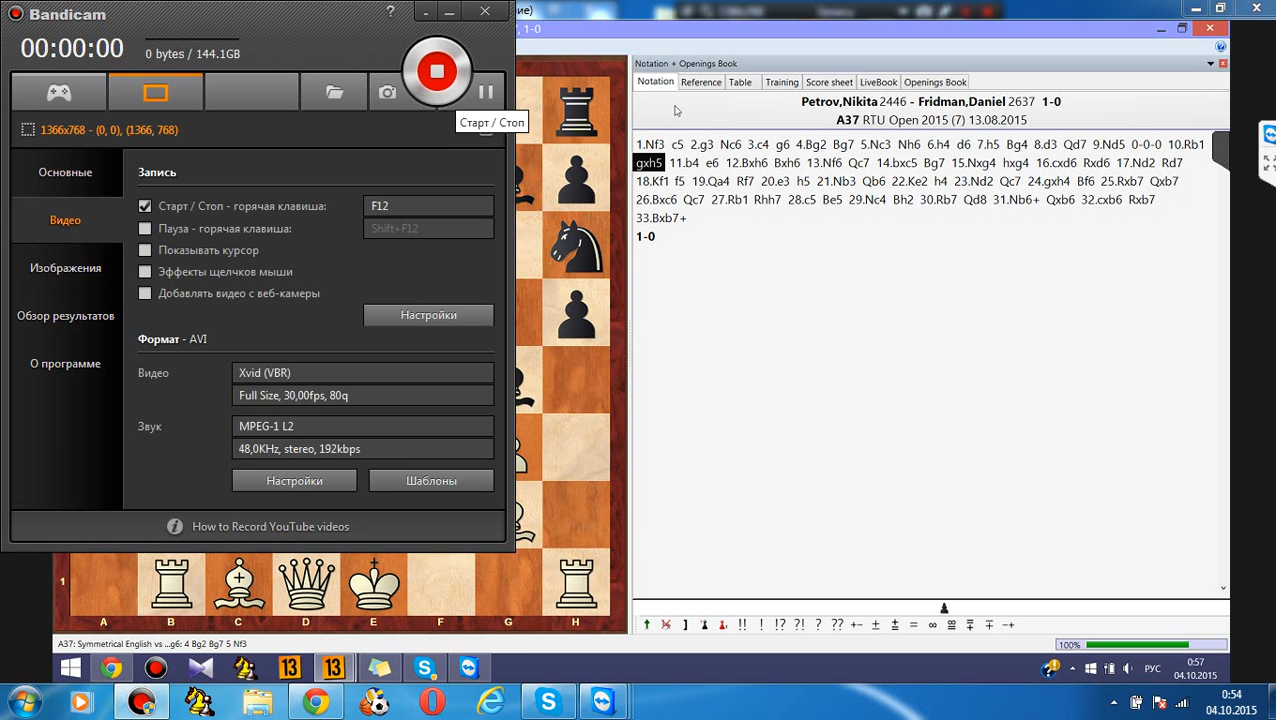 Bandicam
?
00:00:00
0 bytes / 144.1GB
Старт / Стоп
1366x768 - (0, 0), (1366, 768)
Основные
Видео
Изображения
Обзор результатов
О программе
Запись
Старт / Стоп - горячая клавиша:
F12
Пауза - горячая клавиша:
Shift+F12
Показывать курсор
Эффекты щелчков мыши
Добавлять видео с веб-камеры
Настройки
Формат - AVI
Видео
Xvid (VBR)
Full Size, 30,00fps, 80q
Звук
MPEG-1 L2
48,0KHz, stereo, 192kbps
Настройки
Шаблоны
How to Record YouTube videos
ие)
, 1-0
Notation + Openings Book
Notation Reference Table Training Score sheet LiveBook Openings Book
Petrov,Nikita 2446 - Fridman,Daniel 2637 1-0
A37 RTU Open 2015 (7) 13.08.2015
1.Nf3 c5 2.g3 Nc6 3.c4 g6 4.Bg2 Bg7 5.Nc3 Nh6 6.h4 d6 7.h5 Bg4 8.d3 Qd7 9.Nd5 0-0-0 10.Rb1
gxh5 11.b4 e6 12.Bxh6 Bxh6 13.Nf6 Qc7 14.bxc5 Bg7 15.Nxg4 hxg4 16.cxd6 Rxd6 17.Nd2 Rd7
18.Kf1 f5 19.Qa4 Rf7 20.e3 h5 21.Nb3 Qb6 22.Ke2 h4 23.Nd2 Qc7 24.gxh4 Bf6 25.Rxb7 Qxb7
26.Bxc6 Qc7 27.Rb1 Rhh7 28.c5 Be5 29.Nc4 Bh2 30.Rb7 Qd8 31.Nb6+ Qxb6 32.cxb6 Rxb7
33.Bxb7+
1-0
1
A B C D E F G H
!! ! !? ?! ? ?? +- ± ⩲ = ∞ ⯹ ⩱ ∓ -+
A37: Symmetrical English vs ...g6: 4 Bg2 Bg7 5 Nf3
100%
13 13
РУС
0:57
04.10.2015
0:54
04.10.2015